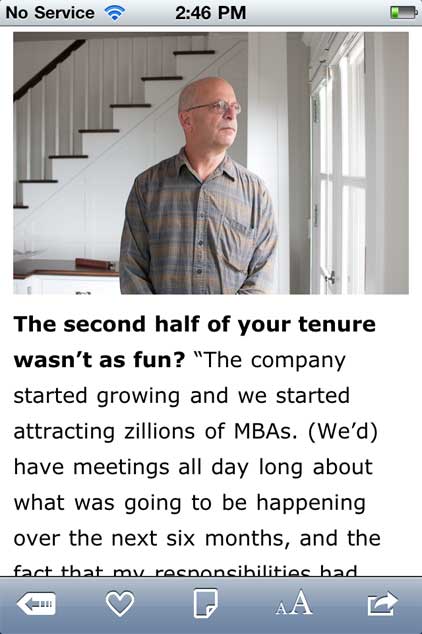 No Service 2:46 PM
The second half of your tenure
wasn’t as fun? “The company
started growing and we started
attracting zillions of MBAs. (We’d)
have meetings all day long about
what was going to be happening
over the next six months, and the
fact that my responsibilities had
AA